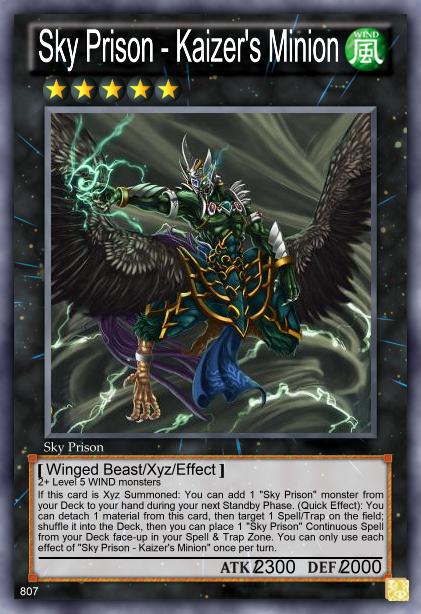 Sky Prison - Kaizer's Minion
WIND
風
Sky Prison
[ Winged Beast/Xyz/Effect ]
2+ Level 5 WIND monsters
If this card is Xyz Summoned: You can add 1 "Sky Prison" monster from
your Deck to your hand during your next Standby Phase. (Quick Effect): You
can detach 1 material from this card, then target 1 Spell/Trap on the field;
shuffle it into the Deck, then you can place 1 "Sky Prison" Continuous Spell
from your Deck face-up in your Spell & Trap Zone. You can only use each
effect of "Sky Prison - Kaizer's Minion" once per turn.
ATK 2300 DEF 2000
807